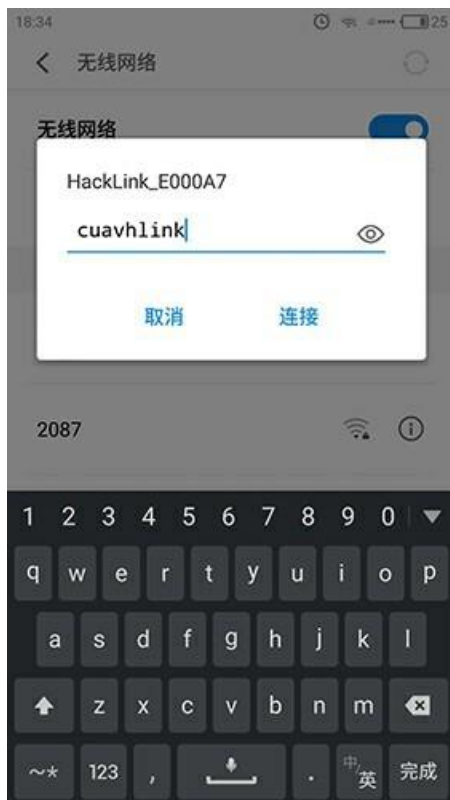 18:34 25
无线网络
无线网络
HackLink_E000A7
cuavhlink
取消 连接
2087
1 2 3 4 5 6 7 8 9 0
q w e r t y u i o p
a s d f g h j k l
z x c v b n m
~* 123 , . 中/英 完成